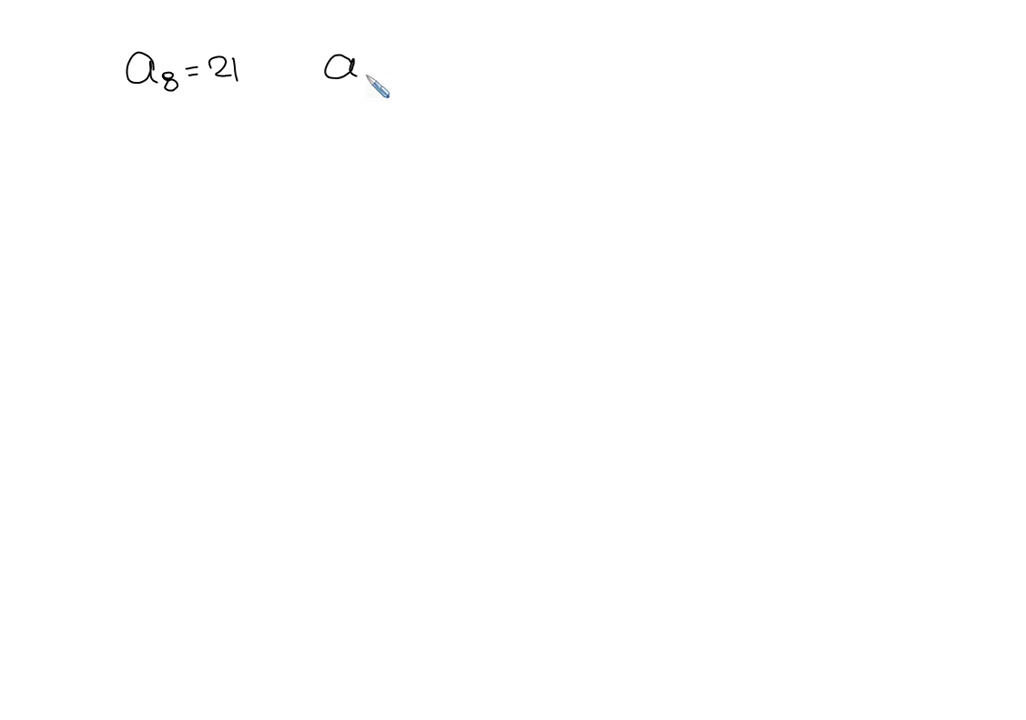 a₈ = 21 a